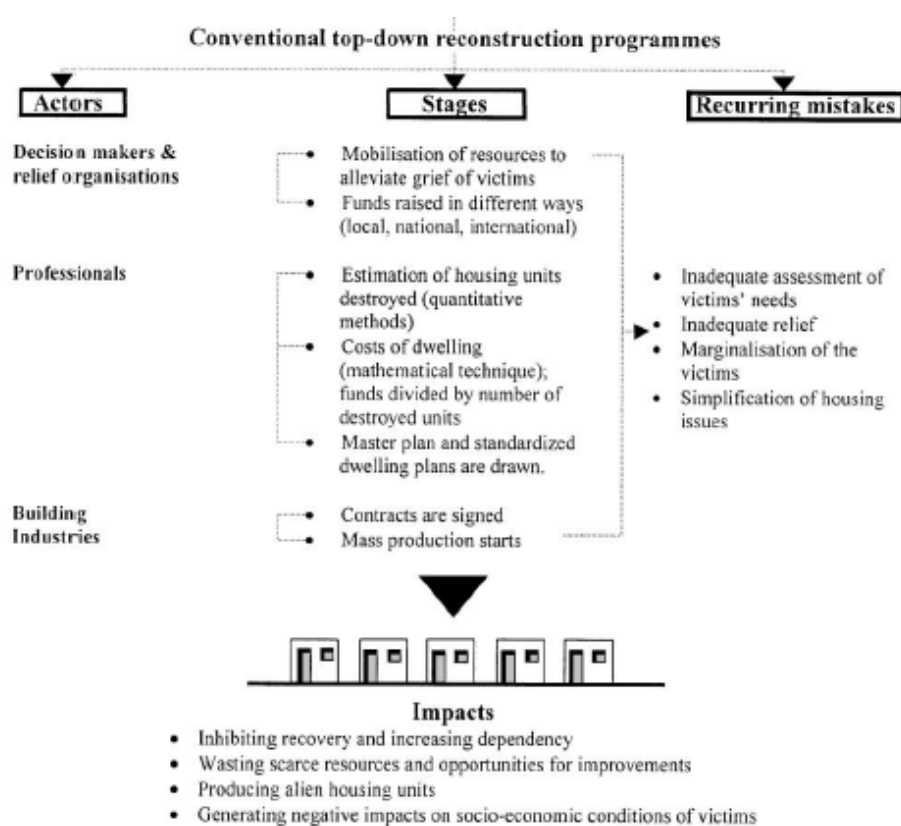 Conventional top-down reconstruction programmes
Actors
Stages
Recurring mistakes
Decision makers &
relief organisations
• Mobilisation of resources to
alleviate grief of victims
• Funds raised in different ways
(local, national, international)
Professionals
• Estimation of housing units
destroyed (quantitative
methods)
• Costs of dwelling
(mathematical technique);
funds divided by number of
destroyed units
• Master plan and standardized
dwelling plans are drawn.
• Inadequate assessment of
victims' needs
• Inadequate relief
• Marginalisation of the
victims
• Simplification of housing
issues
Building
Industries
• Contracts are signed
• Mass production starts
Impacts
• Inhibiting recovery and increasing dependency
• Wasting scarce resources and opportunities for improvements
• Producing alien housing units
• Generating negative impacts on socio-economic conditions of victims